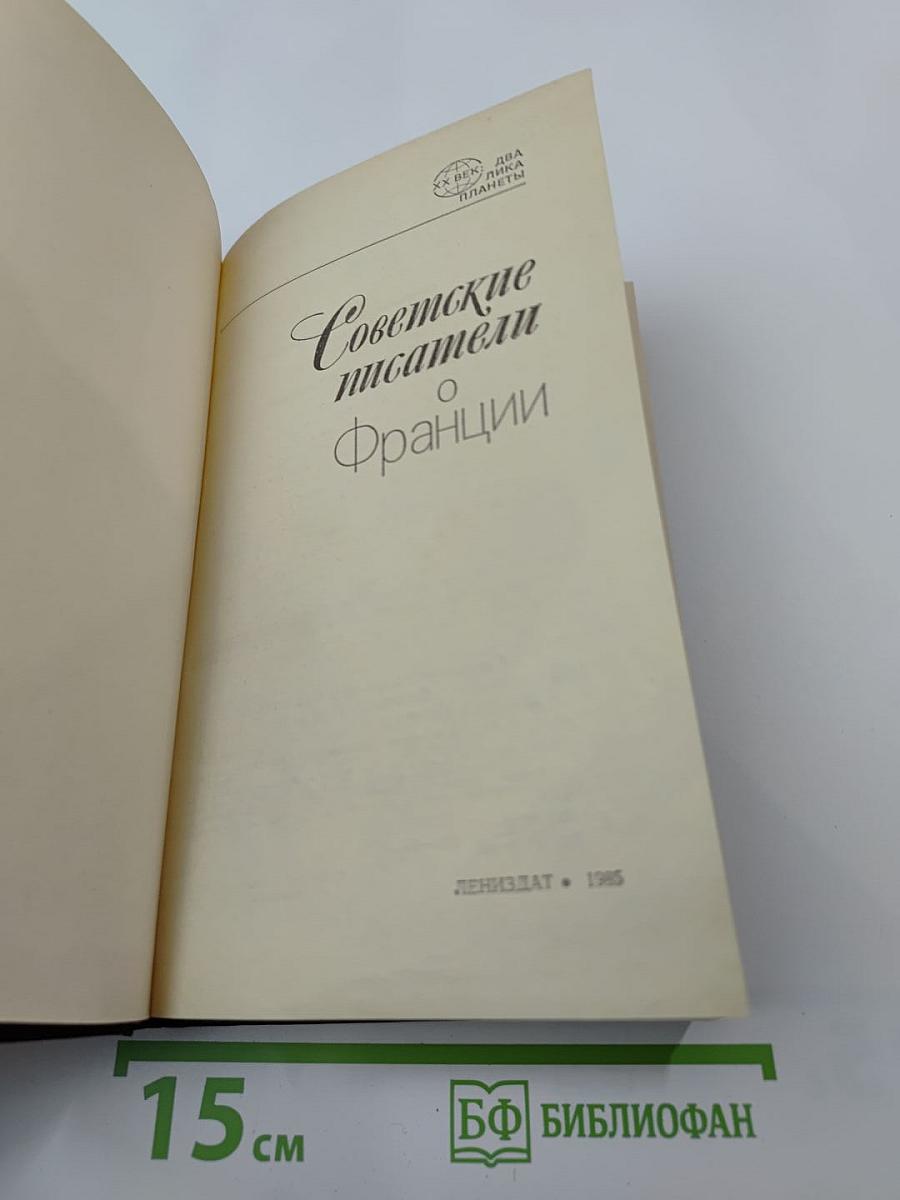 XX ВЕК: ДВА
ЛИКА
ПЛАНЕТЫ
Советские
писатели
о
Франции
ЛЕНИЗДАТ • 1985
15 см
БФ БИБЛИОФАН